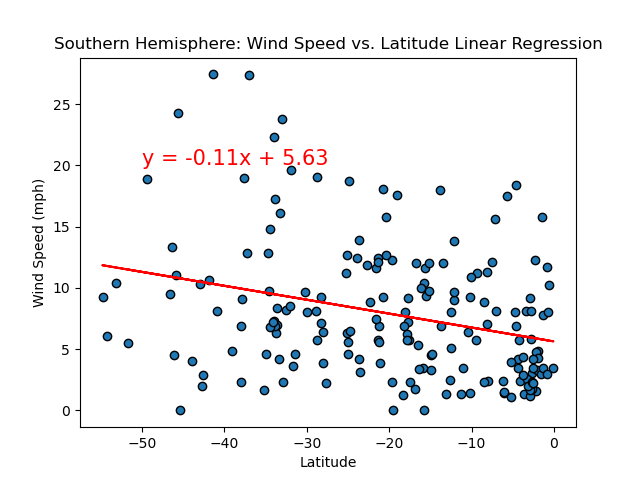 Southern Hemisphere: Wind Speed vs. Latitude Linear Regression
25
20
15
10
5
0
Wind Speed (mph)
y = -0.11x + 5.63
−50 −40 −30 −20 −10 0
Latitude